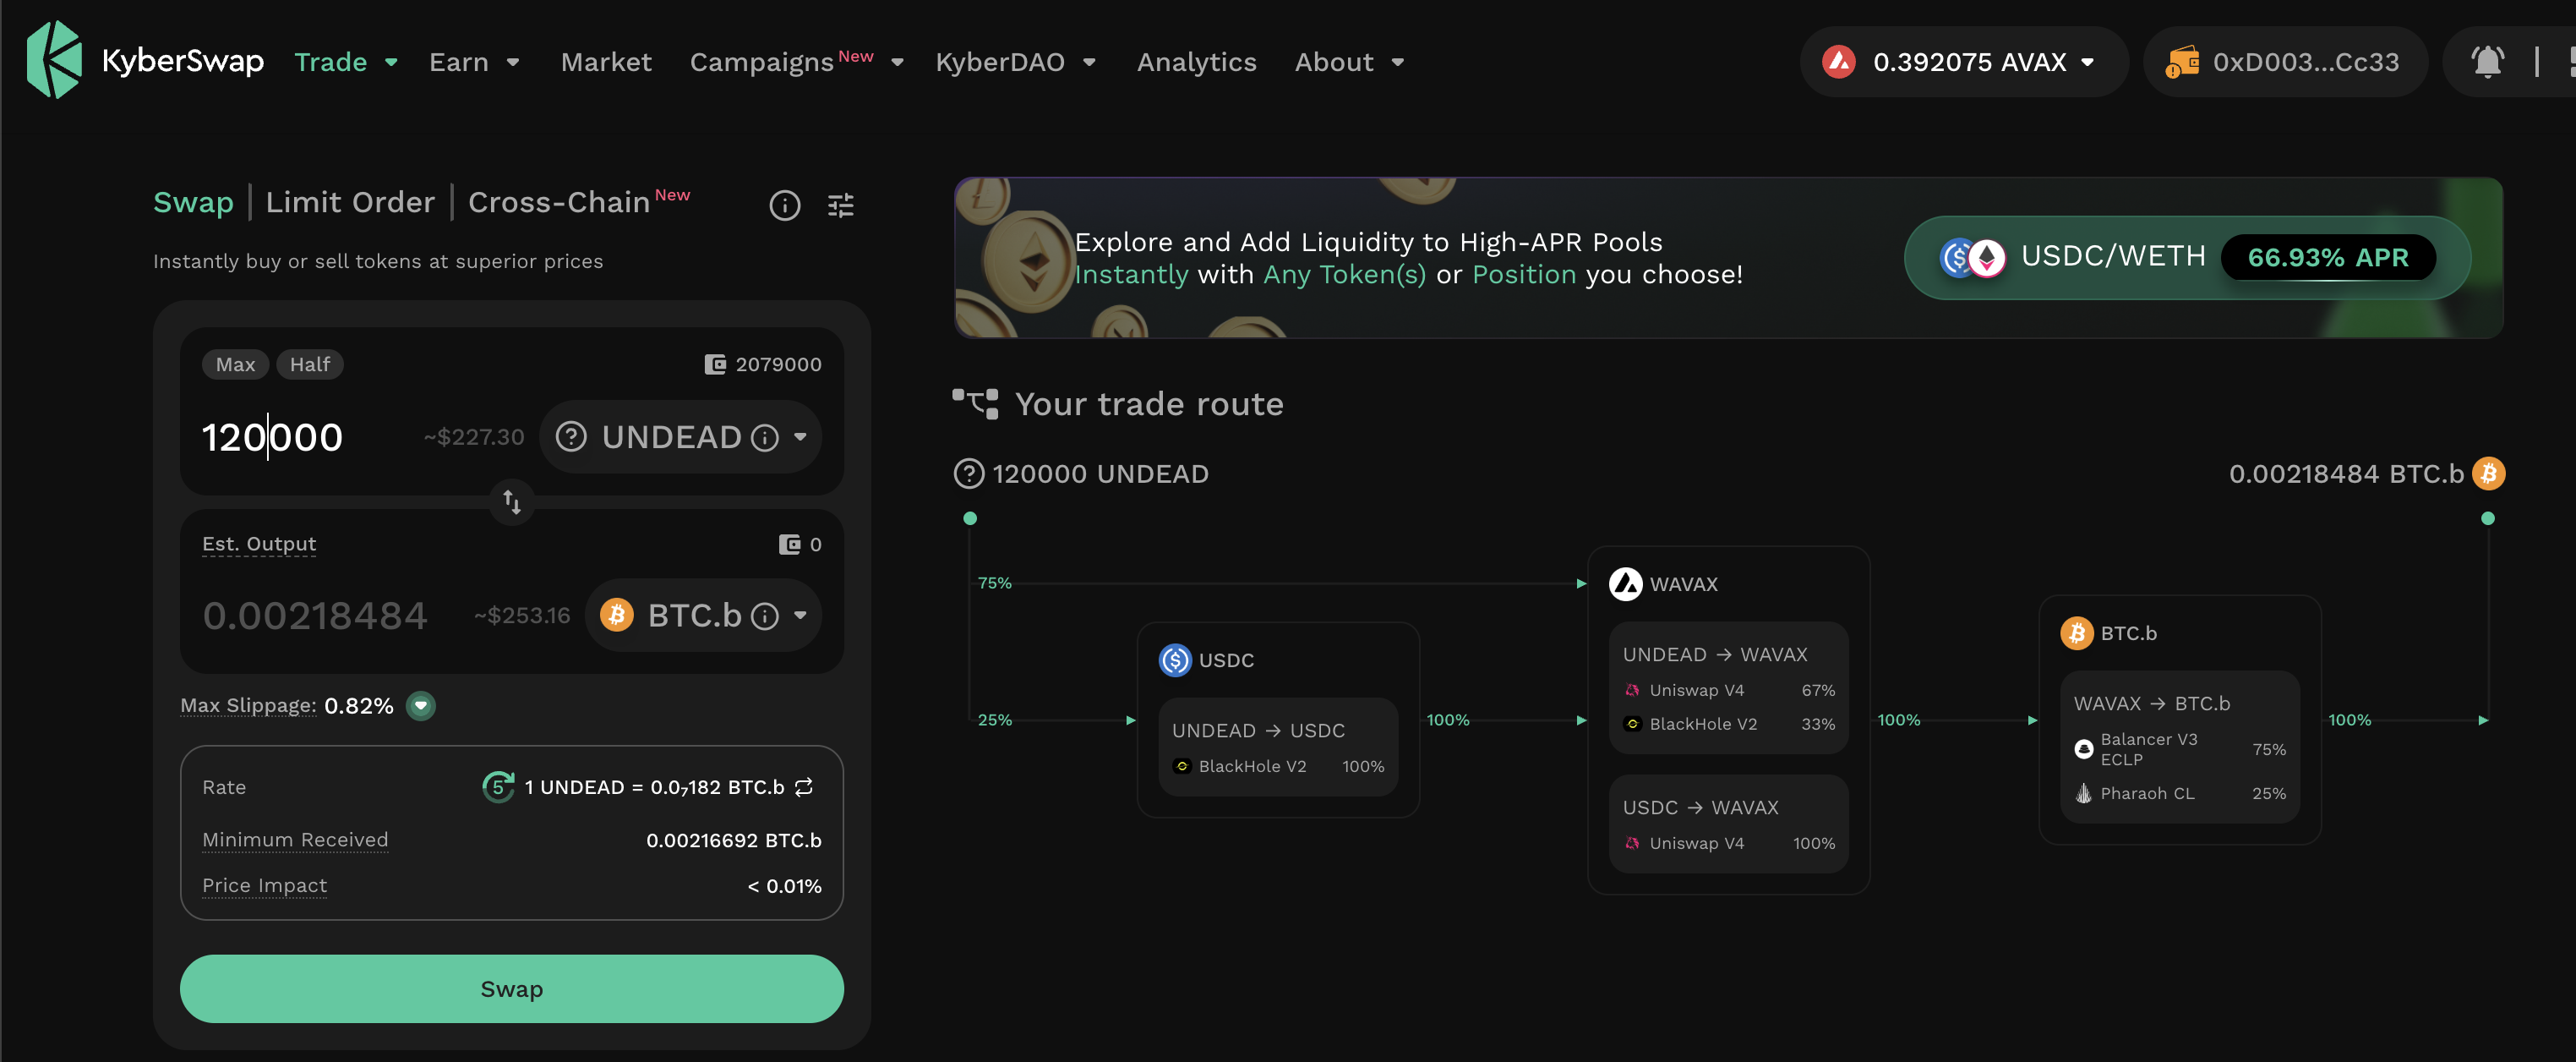 KyberSwap Trade Earn Market Campaigns New KyberDAO Analytics About 0.392075 AVAX 0xD003...Cc33
Swap | Limit Order | Cross-Chain New
Instantly buy or sell tokens at superior prices
Max Half 2079000
120000 ~$227.30 UNDEAD
Est. Output 0
0.00218484 ~$253.16 BTC.b
Max Slippage: 0.82%
Rate 5 1 UNDEAD = 0.0₇182 BTC.b
Minimum Received 0.00216692 BTC.b
Price Impact < 0.01%
Swap
Explore and Add Liquidity to High-APR Pools
Instantly with Any Token(s) or Position you choose!
USDC/WETH 66.93% APR
Your trade route
120000 UNDEAD 0.00218484 BTC.b
75%
25%
USDC
UNDEAD → USDC
BlackHole V2 100%
100%
WAVAX
UNDEAD → WAVAX
Uniswap V4 67%
BlackHole V2 33%
USDC → WAVAX
Uniswap V4 100%
100%
BTC.b
WAVAX → BTC.b
Balancer V3
ECLP 75%
Pharaoh CL 25%
100%